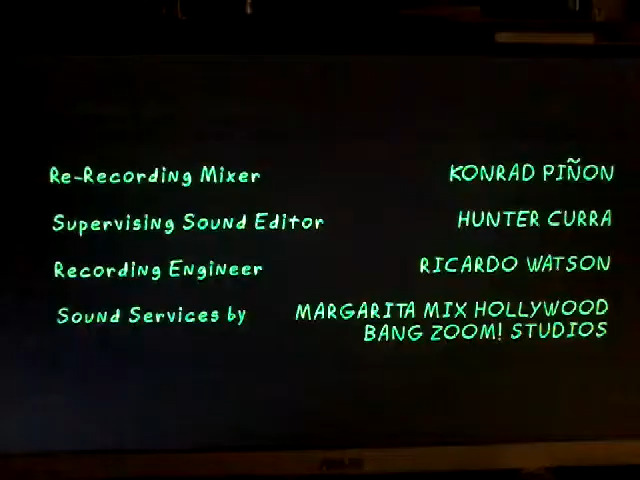 Re-Recording Mixer KONRAD PIÑON
Supervising Sound Editor HUNTER CURRA
Recording Engineer RICARDO WATSON
Sound Services by MARGARITA MIX HOLLYWOOD
BANG ZOOM! STUDIOS